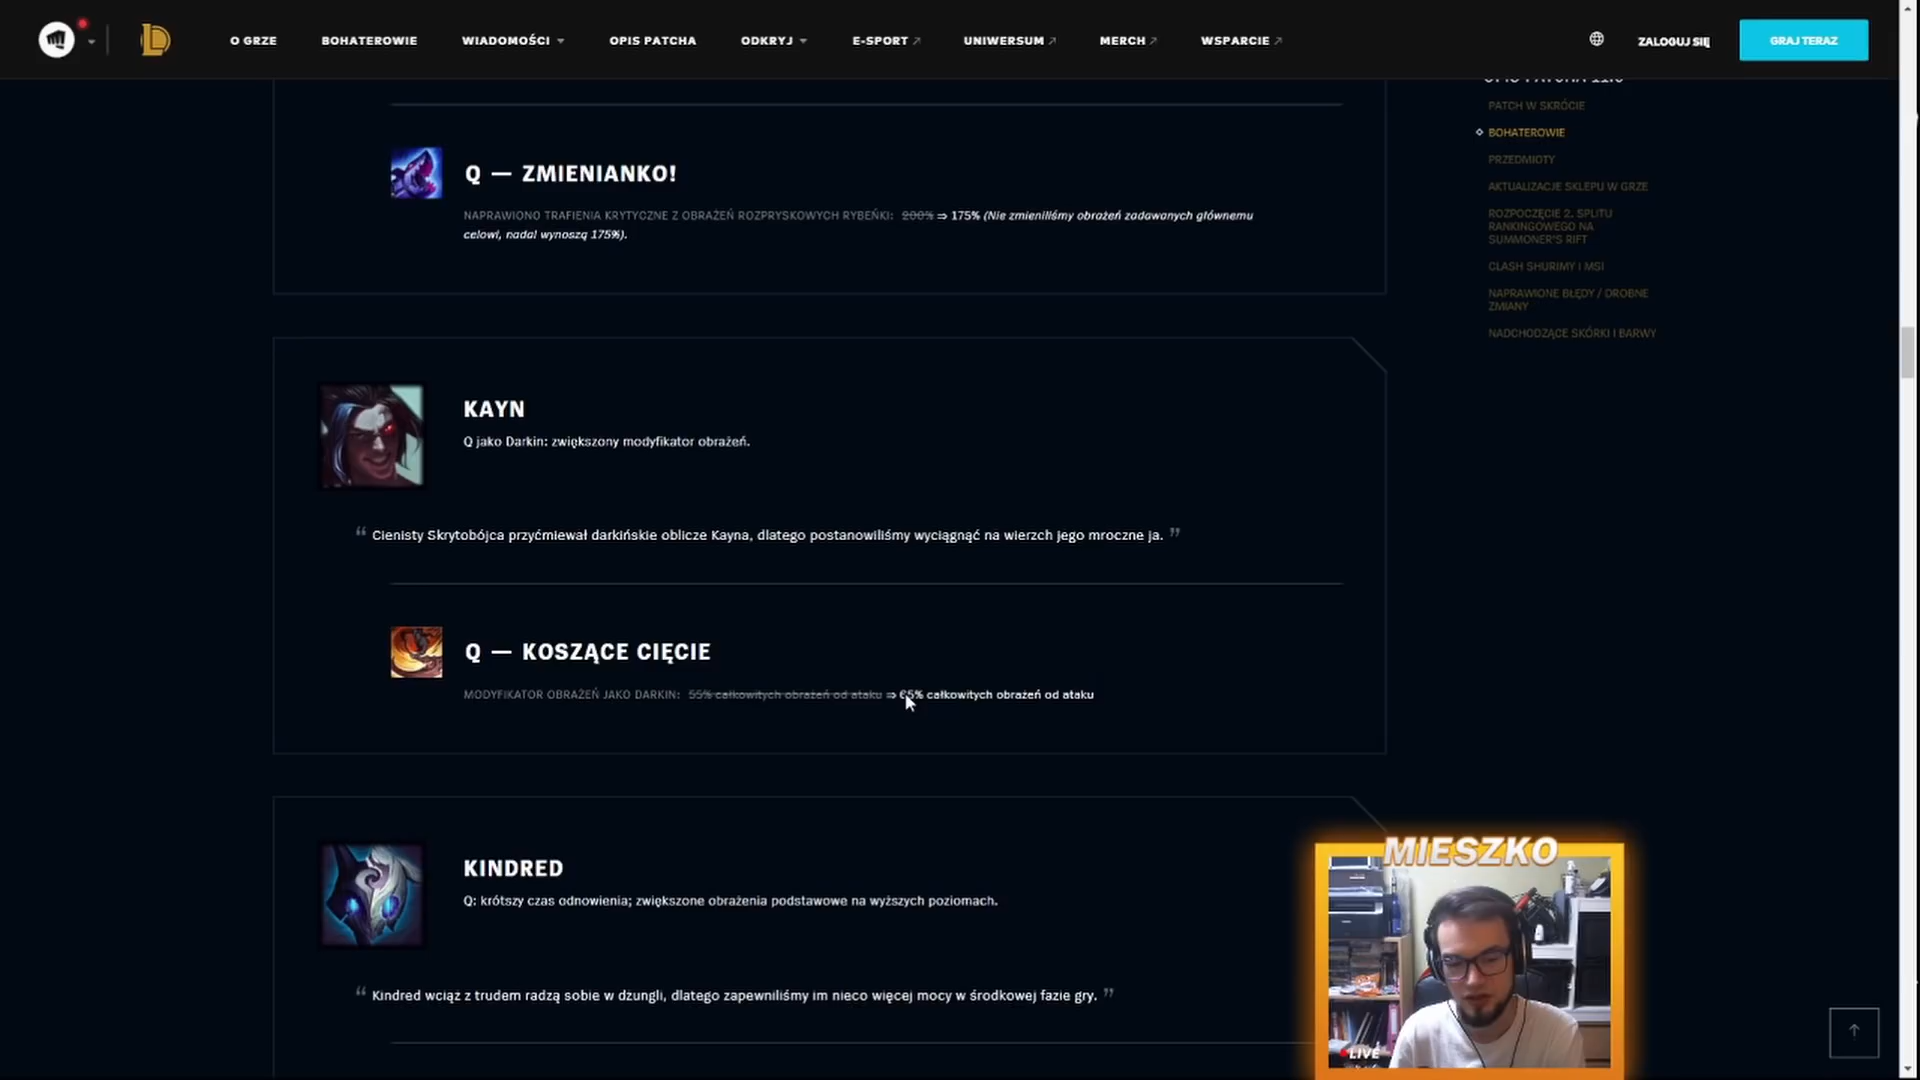 O GRZE
BOHATEROWIE
WIADOMOŚCI
OPIS PATCHA
ODKRYJ
E-SPORT
UNIWERSUM
MERCH
WSPARCIE
ZALOGUJ SIĘ
GRAJ TERAZ
PATCH W SKRÓCIE
BOHATEROWIE
PRZEDMIOTY
AKTUALIZACJE SKLEPU W GRZE
ROZPOCZĘCIE 2. SPLITU
RANKINGOWEGO NA
SUMMONER'S RIFT
CLASH SHURIMY I MSI
NAPRAWIONE BŁĘDY / DROBNE
ZMIANY
NADCHODZĄCE SKÓRKI I BARWY
Q — ZMIENIANKO!
NAPRAWIONO TRAFIENIA KRYTYCZNE Z OBRAŻEŃ ROZPRYSKOWYCH RYBEŃKI: 200% ⇒ 175% (Nie zmieniliśmy obrażeń zadawanych głównemu
celowi, nadal wynoszą 175%).
KAYN
Q jako Darkin: zwiększony modyfikator obrażeń.
“ Cienisty Skrytobójca przyćmiewał darkińskie oblicze Kayna, dlatego postanowiliśmy wyciągnąć na wierzch jego mroczne ja. ”
Q — KOSZĄCE CIĘCIE
MODYFIKATOR OBRAŻEŃ JAKO DARKIN: 55% całkowitych obrażeń od ataku ⇒ 65% całkowitych obrażeń od ataku
KINDRED
Q: krótszy czas odnowienia; zwiększone obrażenia podstawowe na wyższych poziomach.
“ Kindred wciąż z trudem radzą sobie w dżungli, dlatego zapewniliśmy im nieco więcej mocy w środkowej fazie gry. ”
MIESZKO
LIVE